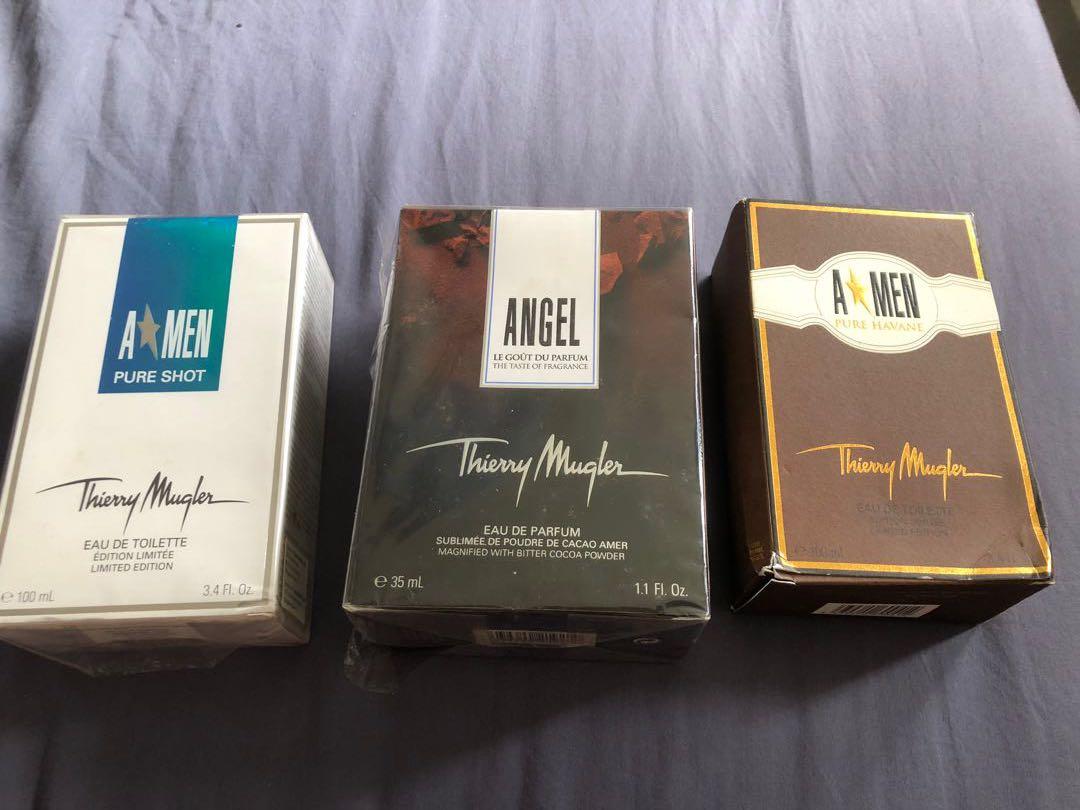 A MEN
PURE SHOT
Thierry Mugler
EAU DE TOILETTE
ÉDITION LIMITÉE
LIMITED EDITION
e 100 mL
3.4 Fl. Oz.
ANGEL
LE GOÛT DU PARFUM
THE TASTE OF FRAGRANCE
Thierry Mugler
EAU DE PARFUM
SUBLIMÉE DE POUDRE DE CACAO AMER
MAGNIFIED WITH BITTER COCOA POWDER
e 35 mL
1.1 Fl. Oz.
A MEN
PURE HAVANE
Thierry Mugler
EAU DE TOILETTE
LIMITED EDITION
e 100 mL